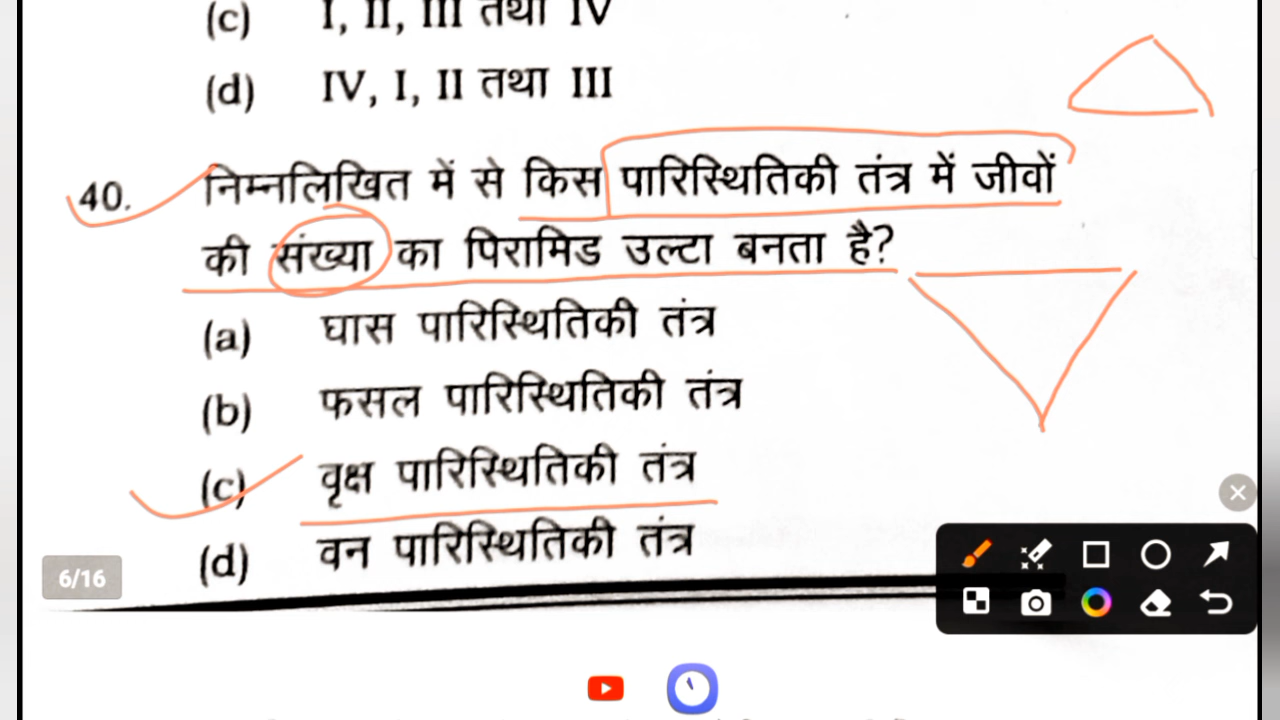 (c) I, II, III तथा IV
(d) IV, I, II तथा III
40. निम्नलिखित में से किस पारिस्थितिकी तंत्र में जीवों
की संख्या का पिरामिड उल्टा बनता है?
(a) घास पारिस्थितिकी तंत्र
(b) फसल पारिस्थितिकी तंत्र
(c) वृक्ष पारिस्थितिकी तंत्र
(d) वन पारिस्थितिकी तंत्र
6/16